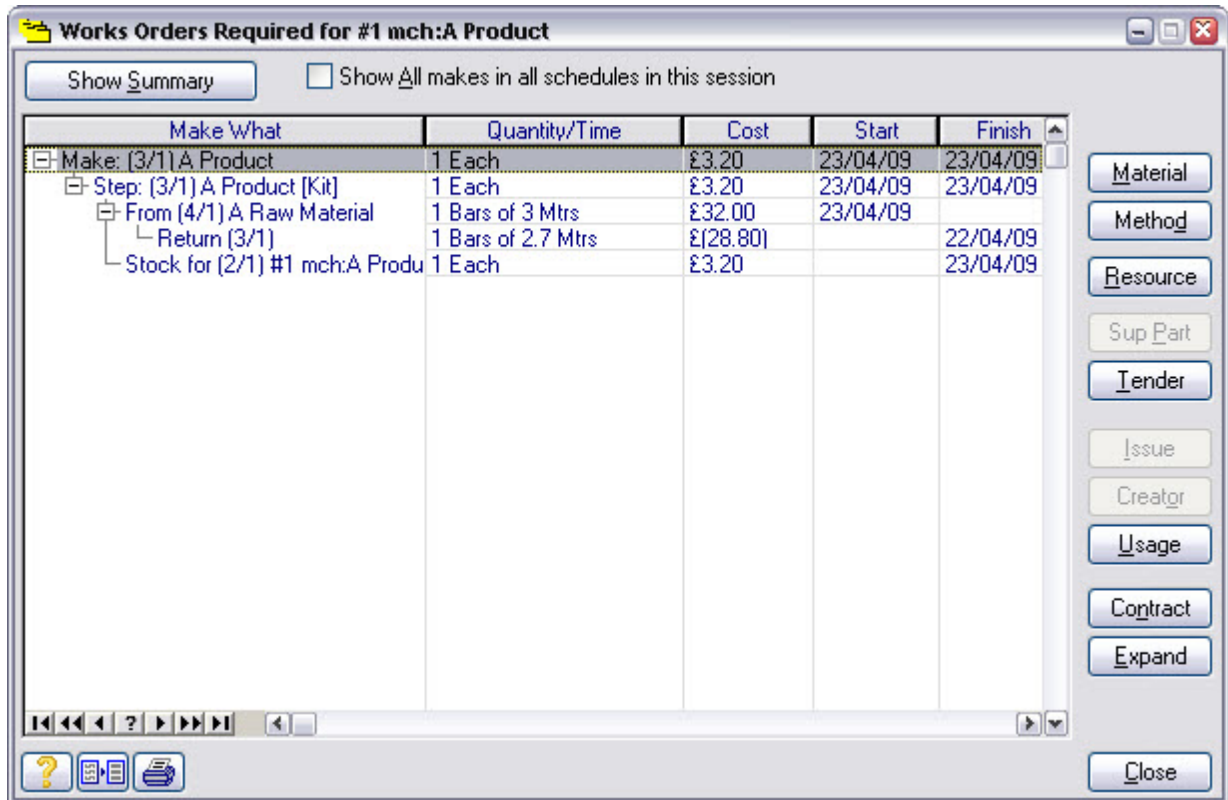 Works Orders Required for #1 mch:A Product
Show Summary Show All makes in all schedules in this session
Make What Quantity/Time Cost Start Finish
Make: (3/1) A Product 1 Each £3.20 23/04/09 23/04/09
Step: (3/1) A Product [Kit] 1 Each £3.20 23/04/09 23/04/09
From (4/1) A Raw Material 1 Bars of 3 Mtrs £32.00 23/04/09
Return (3/1) 1 Bars of 2.7 Mtrs £(28.80) 22/04/09
Stock for (2/1) #1 mch:A Produ 1 Each £3.20 23/04/09
Material
Method
Resource
Sup Part
Tender
Issue
Creator
Usage
Contract
Expand
?
?
Close